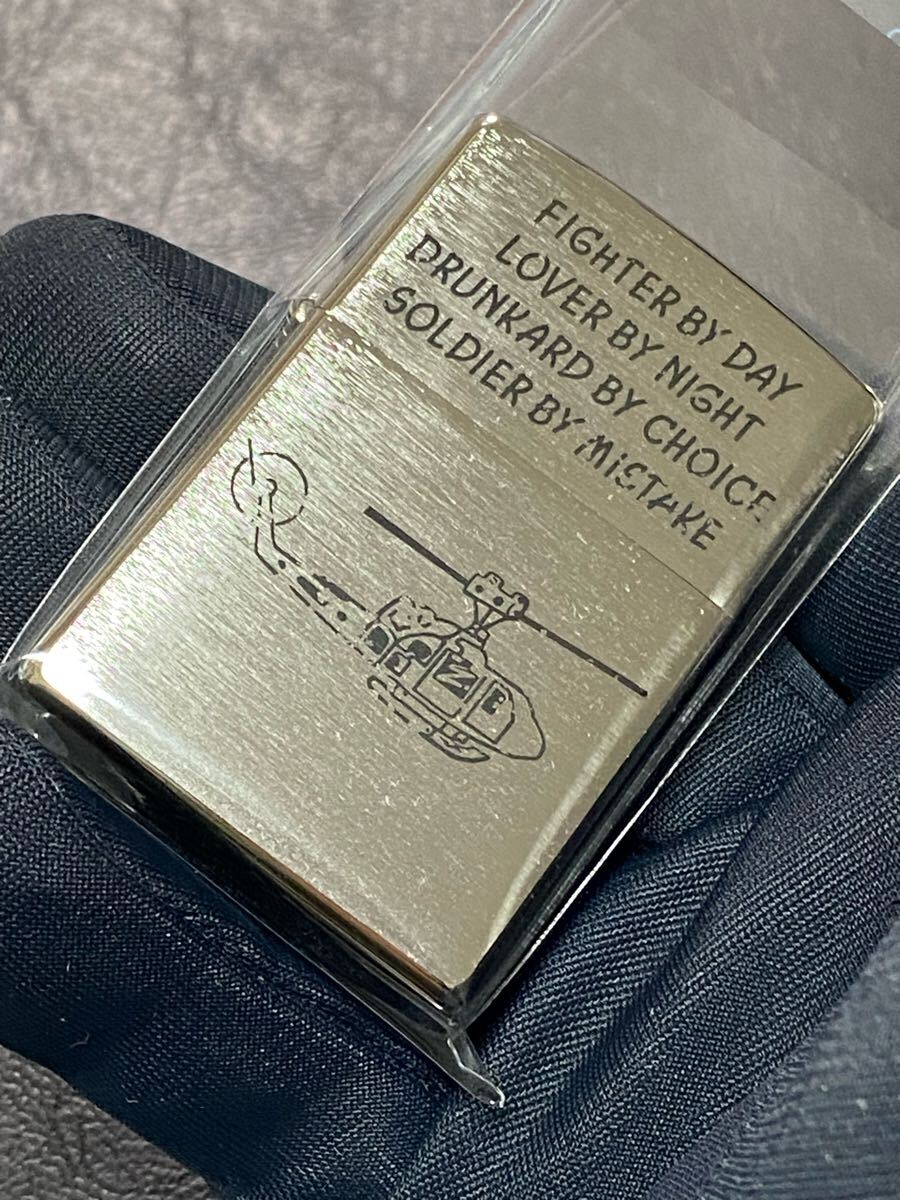 FIGHTER BY DAY
LOVER BY NIGHT
DRUNKARD BY CHOICE
SOLDIER BY MiSTAKE